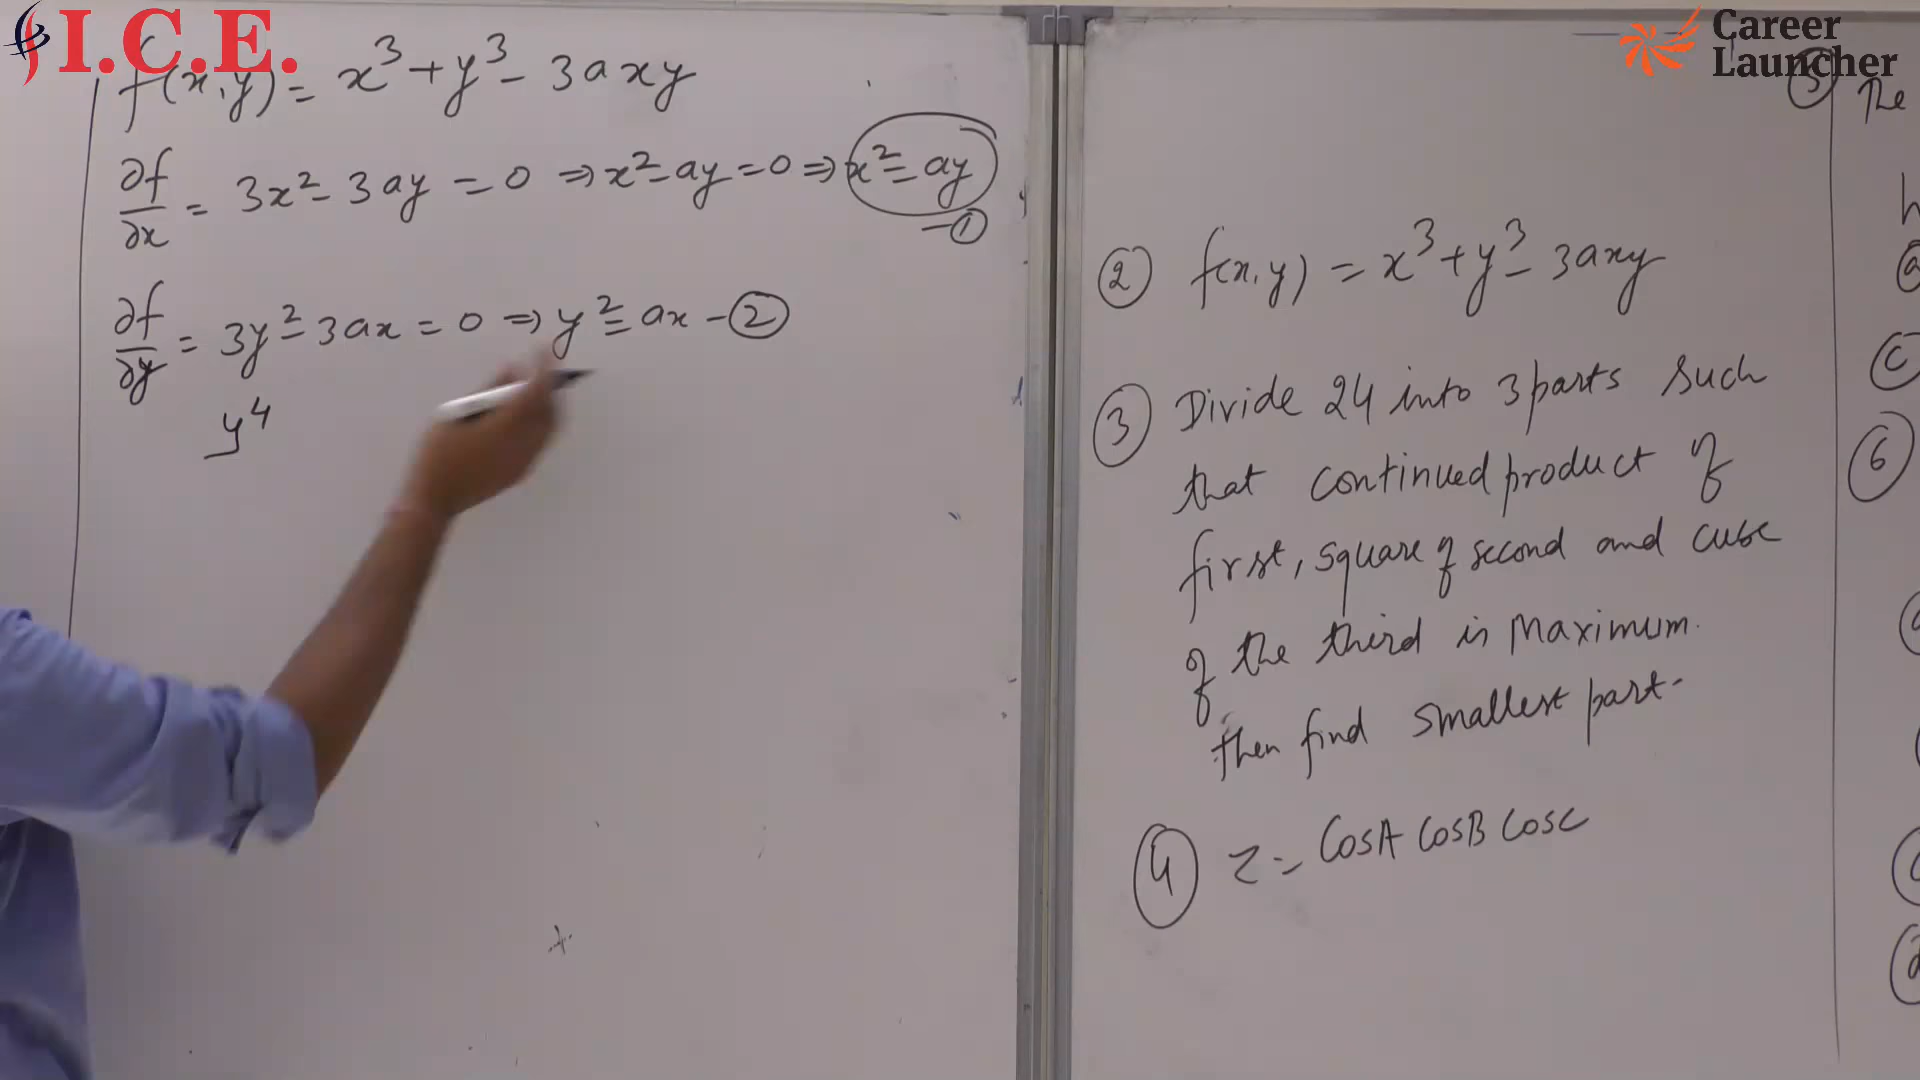 I.C.E.
Career
Launcher
f(x,y) = x³ + y³ - 3axy
∂f/∂x = 3x² - 3ay = 0 ⇒ x² - ay = 0 ⇒ x² = ay
-①
∂f/∂y = 3y² - 3ax = 0 ⇒ y² = ax - ②
y⁴
② f(x,y) = x³ + y³ - 3axy
③ Divide 24 into 3 parts such
that continued product of
first, square of second and cube
of the third is Maximum.
then find smallest part.
④ z = CosA CosB Cosc
⑤ The
h
a
c
⑥